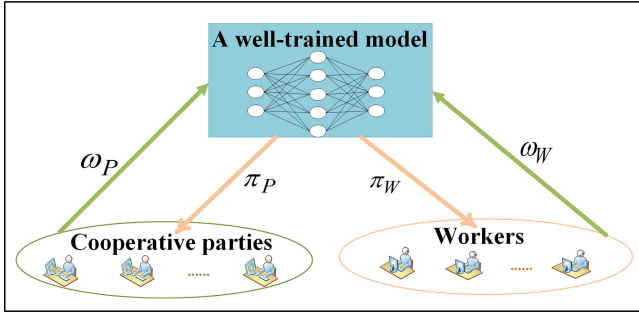 A well-trained model
ω_P
π_P
π_W
ω_W
Cooperative parties
Workers
......
......